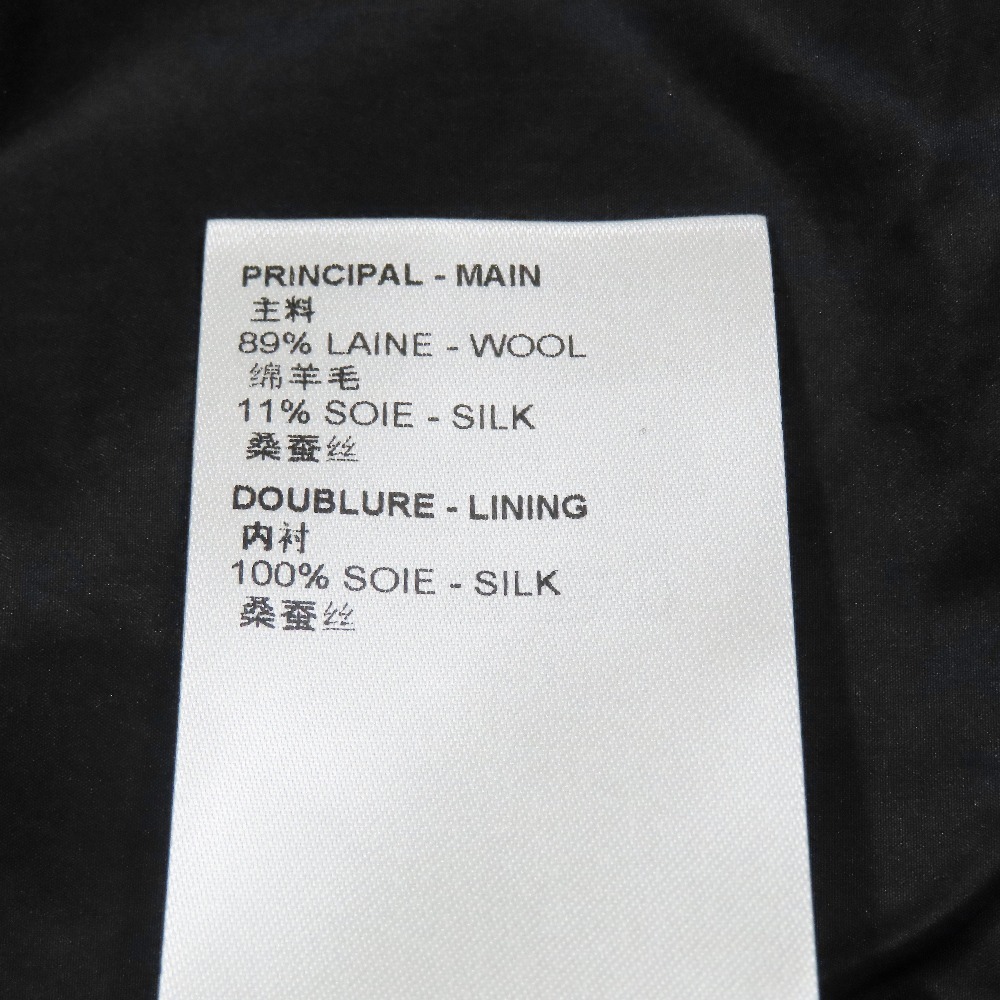 PRINCIPAL - MAIN
主料
89% LAINE - WOOL
绵羊毛
11% SOIE - SILK
桑蚕丝
DOUBLURE - LINING
内衬
100% SOIE - SILK
桑蚕丝